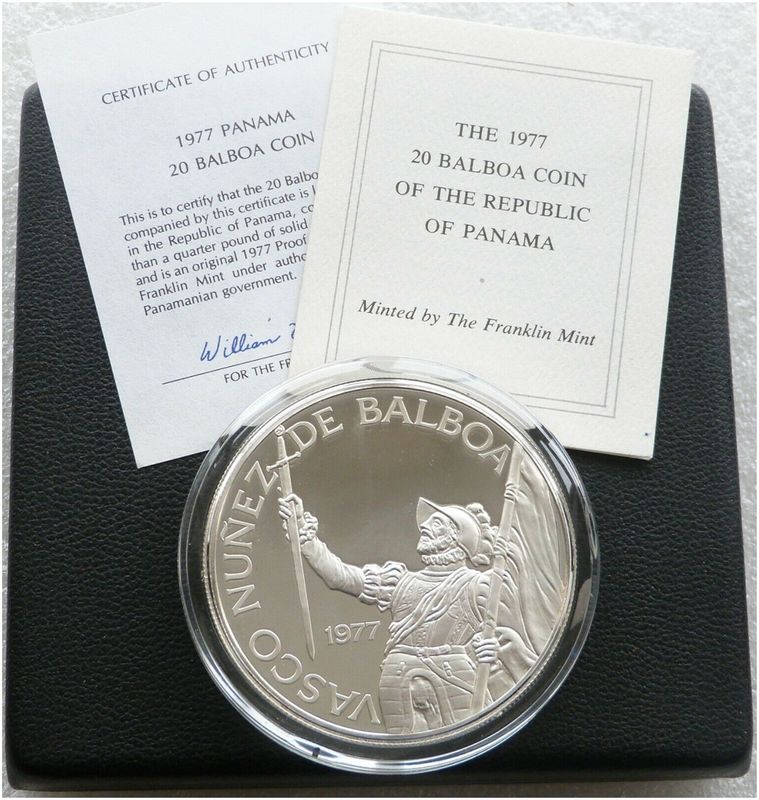 CERTIFICATE OF AUTHENTICITY
1977 PANAMA
20 BALBOA COIN
This is to certify that the 20 Balbo
companied by this certificate is
in the Republic of Panama, co
than a quarter pound of solid
and is an original 1977 Proof
Franklin Mint under autho
Panamanian government.
William
FOR THE FR
THE 1977
20 BALBOA COIN
OF THE REPUBLIC
OF PANAMA
Minted by The Franklin Mint
VASCO NUÑEZ DE BALBOA
1977